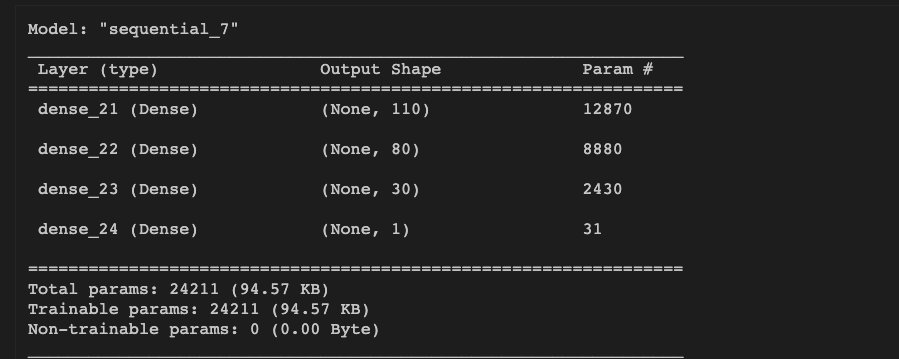 Model: "sequential_7"
_________________________________________________________________
Layer (type) Output Shape Param #
=================================================================
dense_21 (Dense) (None, 110) 12870
dense_22 (Dense) (None, 80) 8880
dense_23 (Dense) (None, 30) 2430
dense_24 (Dense) (None, 1) 31
=================================================================
Total params: 24211 (94.57 KB)
Trainable params: 24211 (94.57 KB)
Non-trainable params: 0 (0.00 Byte)
_________________________________________________________________